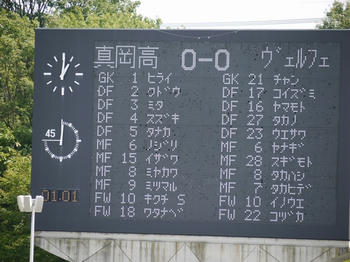 真岡高 0-0 ヴェルフェ
GK 1 ヒライ GK 21 チャン
DF 2 クドウ DF 17 コイズミ
DF 3 ミタ DF 16 ヤマモト
DF 4 スズキ DF 27 タカノ
DF 5 タナカ DF 23 ウエサワ
MF 6 ノジリ MF 6 ヤナギ
MF 15 イザワ MF 28 スギモト
MF 8 ミヤカワ MF 8 タカハシ
MF 9 ミツマル MF 7 タカヒデ
FW 10 キクチ S FW 10 イノウエ
FW 18 ワタナベ FW 22 コヅカ
45